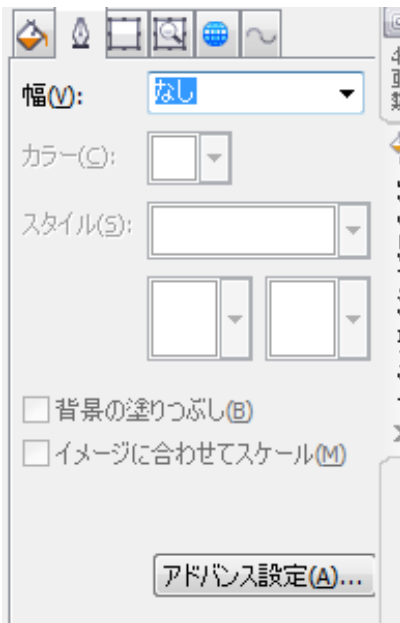 幅(V): なし
カラー(C):
スタイル(S):
背景の塗りつぶし(B)
イメージに合わせてスケール(M)
アドバンス設定(A)...